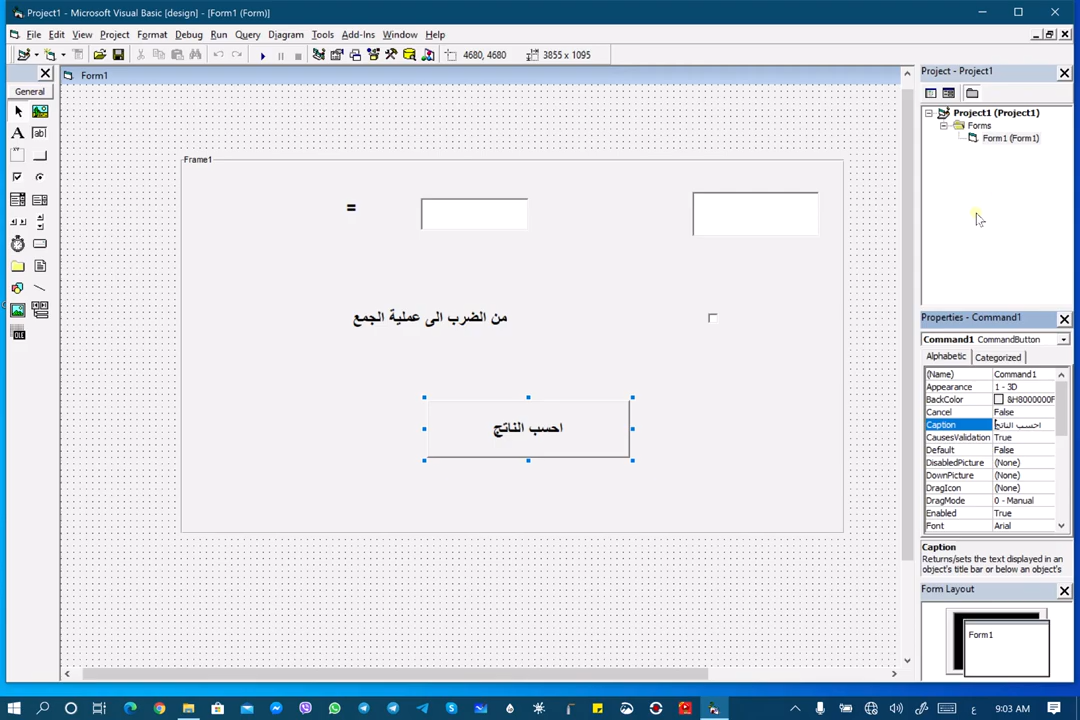 Project1 - Microsoft Visual Basic [design] - [Form1 (Form)]
File Edit View Project Format Debug Run Query Diagram Tools Add-Ins Window Help
4680, 4680 3855 x 1095
General
A ab|
OLE
Form1
Frame1
=
من الضرب الى عملية الجمع
احسب الناتج
Project - Project1
Project1 (Project1)
Forms
Form1 (Form1)
Properties - Command1
Command1 CommandButton
Alphabetic Categorized
(Name) Command1
Appearance 1 - 3D
BackColor &H8000000F
Cancel False
Caption احسب الناتج
CausesValidation True
Default False
DisabledPicture (None)
DownPicture (None)
DragIcon (None)
DragMode 0 - Manual
Enabled True
Font Arial
Caption
Returns/sets the text displayed in an
object's title bar or below an object's
Form Layout
Form1
ع 9:03 AM